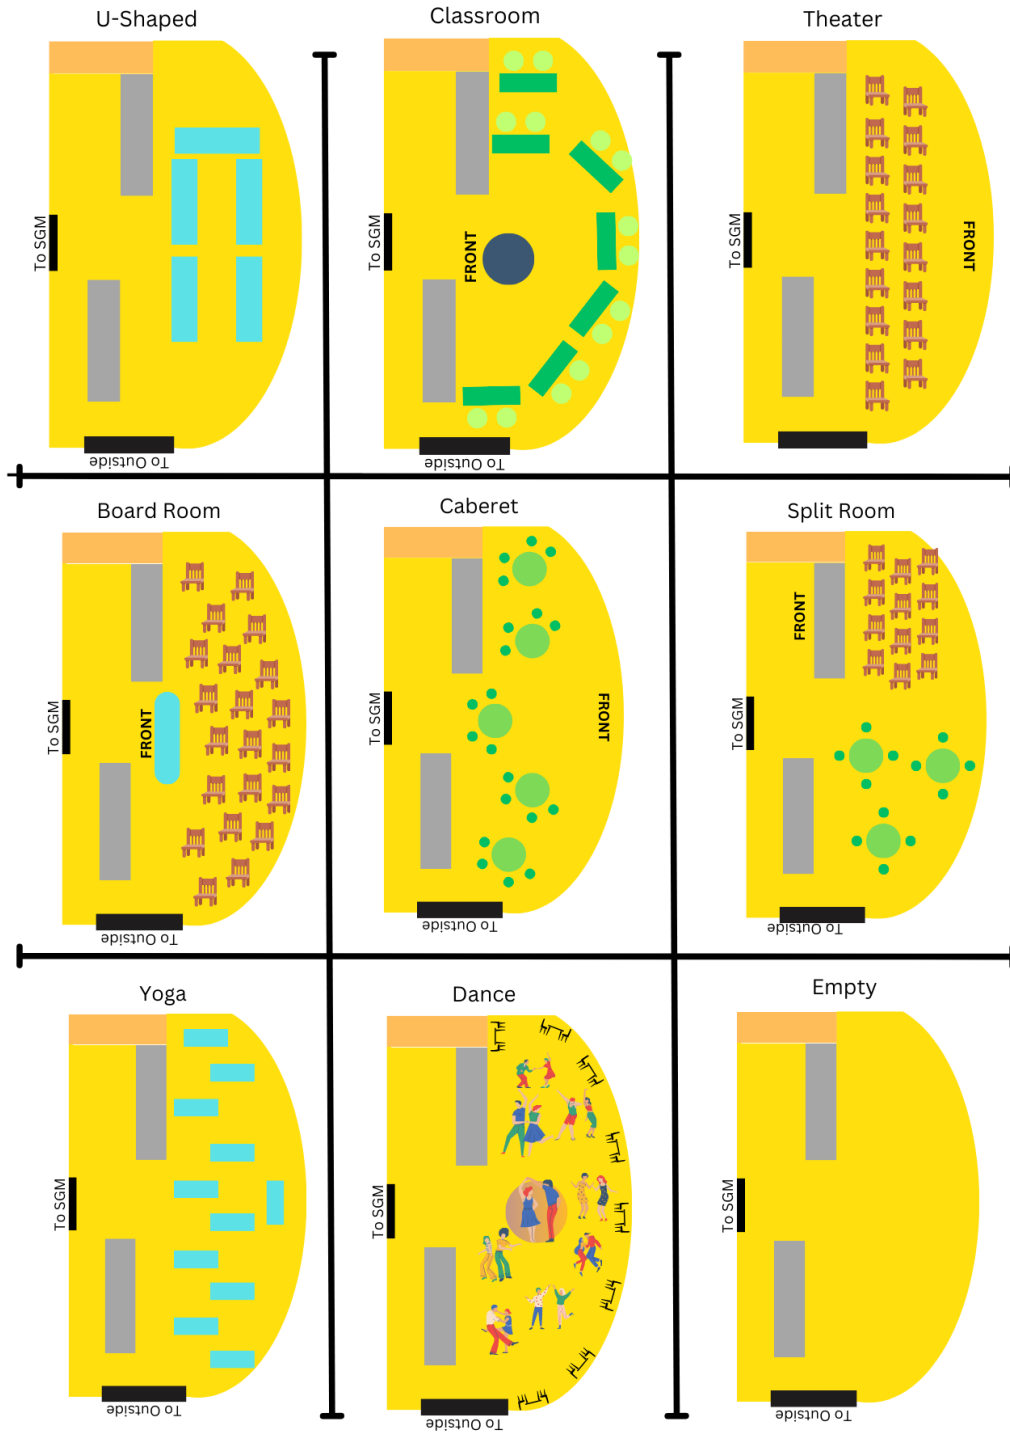 U-Shaped
Classroom
Theater
To SGM
To Outside
To SGM
FRONT
To Outside
To SGM
FRONT
Board Room
Caberet
Split Room
To SGM
FRONT
To Outside
To SGM
FRONT
To Outside
To SGM
FRONT
To Outside
Yoga
Dance
Empty
To SGM
To Outside
To SGM
To Outside
To SGM
To Outside